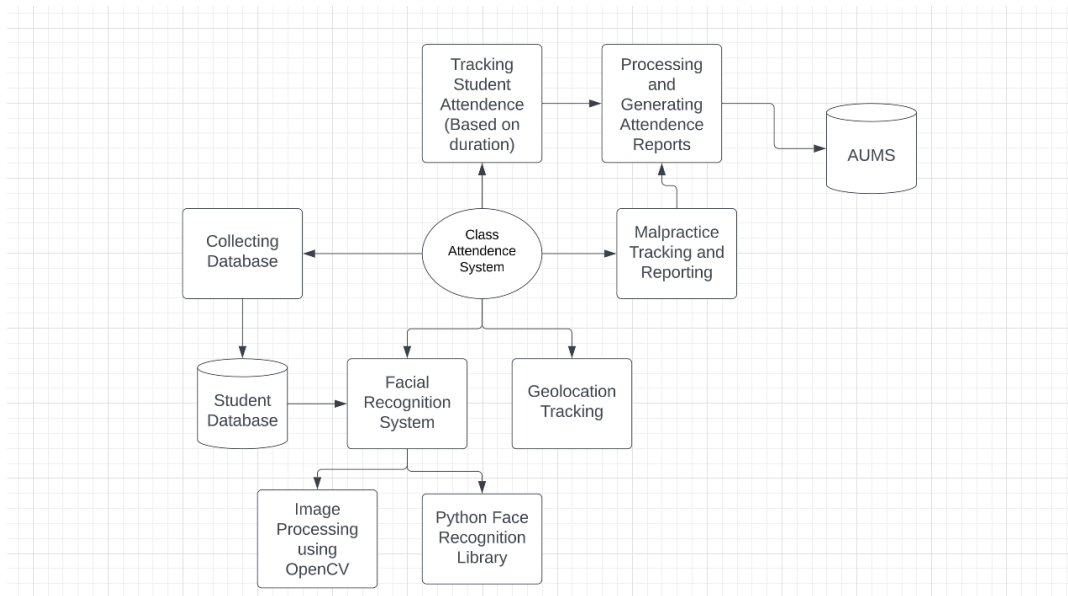 Tracking
Student
Attendence
(Based on
duration)
Processing
and
Generating
Attendence
Reports
AUMS
Collecting
Database
Class
Attendence
System
Malpractice
Tracking and
Reporting
Student
Database
Facial
Recognition
System
Geolocation
Tracking
Image
Processing
using
OpenCV
Python Face
Recognition
Library